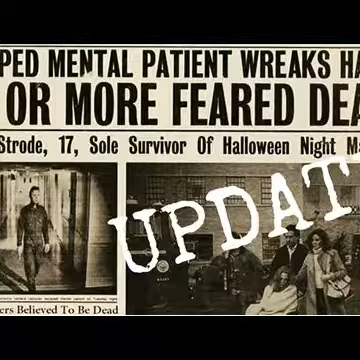 PED MENTAL PATIENT WREAKS HA
OR MORE FEARED DEA
Strode, 17, Sole Survivor Of Halloween Night Ma
UPDAT
ers Believed To Be Dead